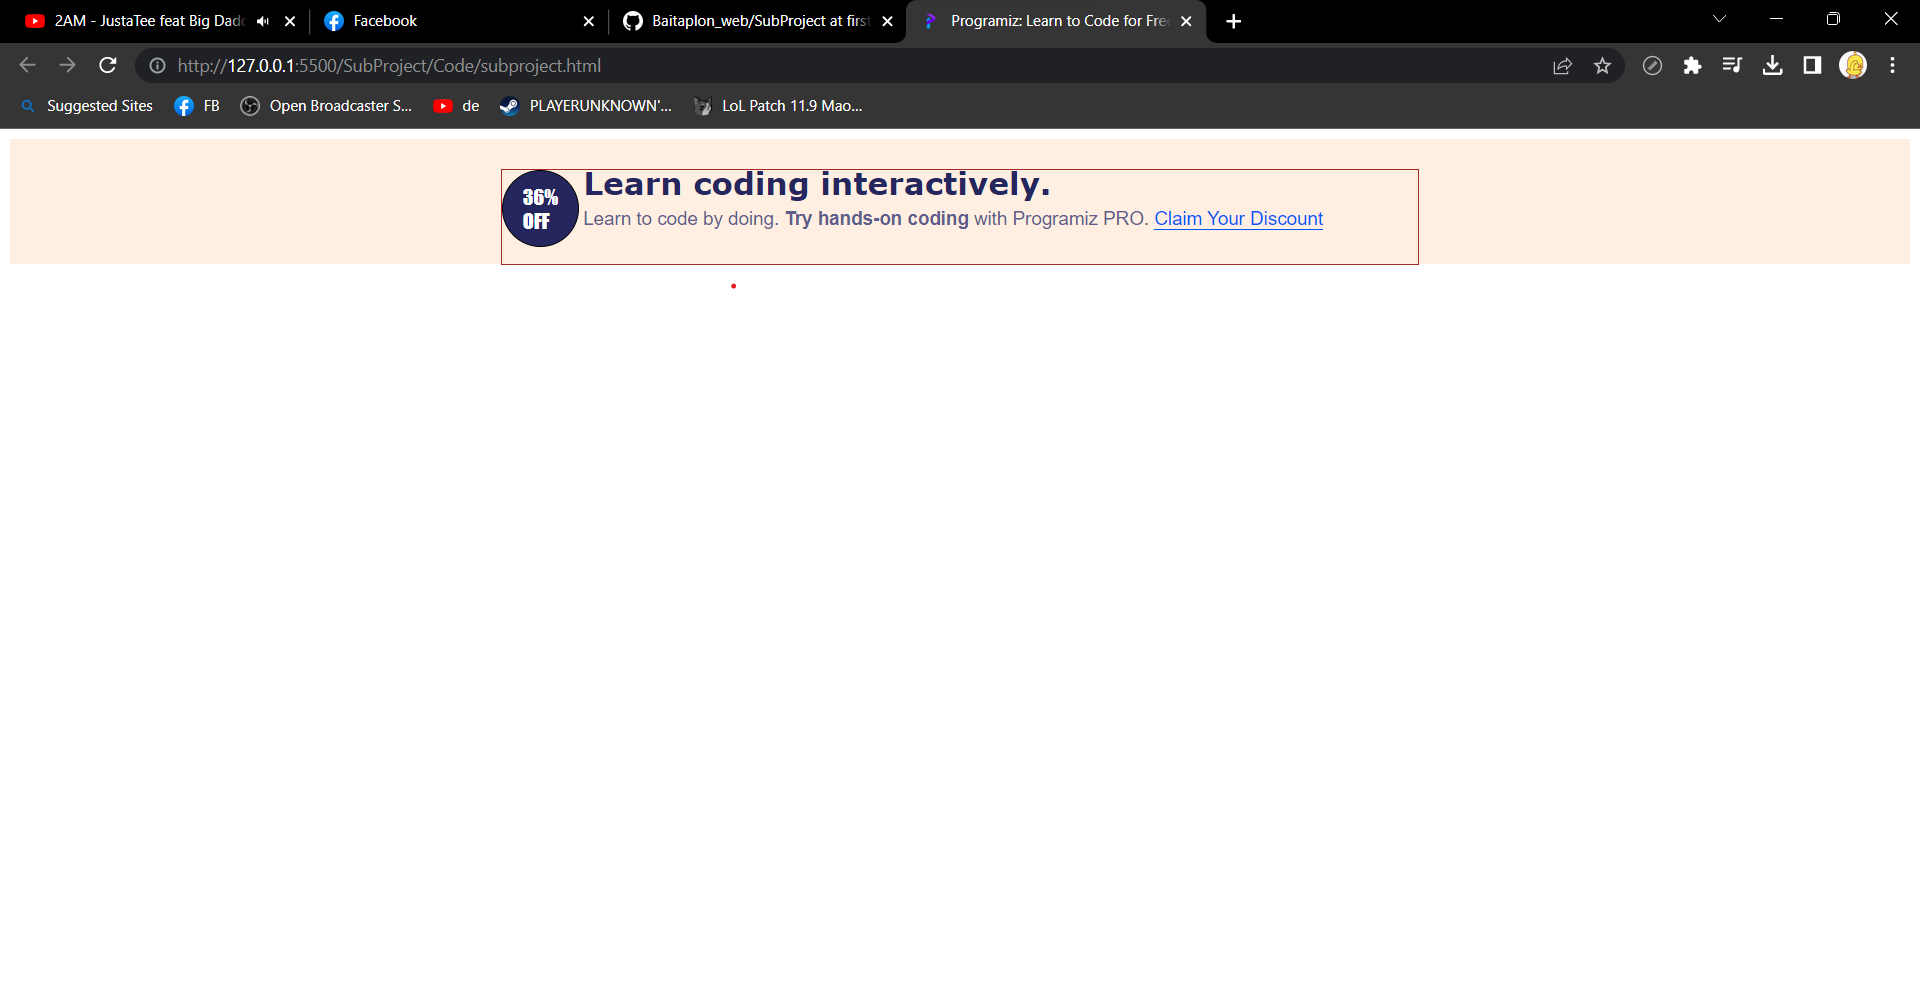 2AM - JustaTee feat Big Dadd
Facebook
Baitaplon_web/SubProject at first
Programiz: Learn to Code for Free
http://127.0.0.1:5500/SubProject/Code/subproject.html
Suggested Sites
FB
Open Broadcaster S...
de
PLAYERUNKNOWN'...
LoL Patch 11.9 Mao...
36%
OFF
Learn coding interactively.
Learn to code by doing. Try hands-on coding with Programiz PRO. Claim Your Discount